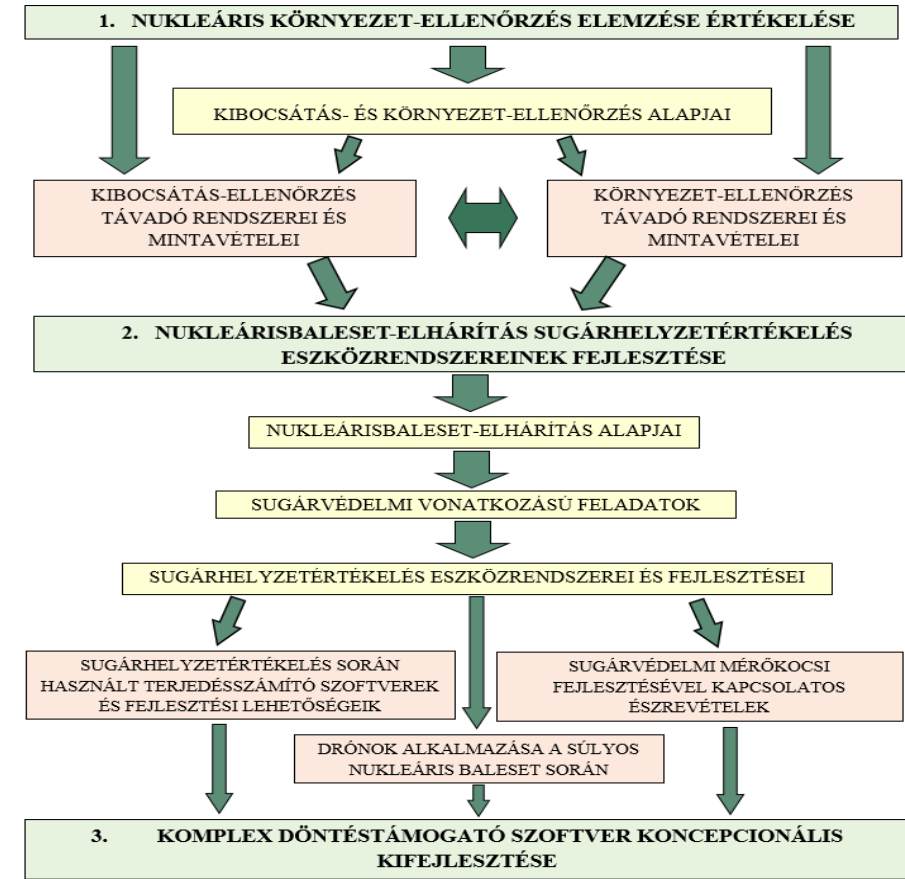 1. NUKLEÁRIS KÖRNYEZET-ELLENŐRZÉS ELEMZÉSE ÉRTÉKELÉSE
KIBOCSÁTÁS- ÉS KÖRNYEZET-ELLENŐRZÉS ALAPJAI
KIBOCSÁTÁS-ELLENŐRZÉS
TÁVADÓ RENDSZEREI ÉS
MINTAVÉTELEI
KÖRNYEZET-ELLENŐRZÉS
TÁVADÓ RENDSZEREI ÉS
MINTAVÉTELEI
2. NUKLEÁRISBALESET-ELHÁRÍTÁS SUGÁRHELYZETÉRTÉKELÉS
ESZKÖZRENDSZEREINEK FEJLESZTÉSE
NUKLEÁRISBALESET-ELHÁRÍTÁS ALAPJAI
SUGÁRVÉDELMI VONATKOZÁSÚ FELADATOK
SUGÁRHELYZETÉRTÉKELÉS ESZKÖZRENDSZEREI ÉS FEJLESZTÉSEI
SUGÁRHELYZETÉRTÉKELÉS SORÁN
HASZNÁLT TERJEDÉSSZÁMÍTÓ SZOFTVEREK
ÉS FEJLESZTÉSI LEHETŐSÉGEIK
SUGÁRVÉDELMI MÉRŐKOCSI
FEJLESZTÉSÉVEL KAPCSOLATOS
ÉSZREVÉTELEK
DRÓNOK ALKALMAZÁSA A SÚLYOS
NUKLEÁRIS BALESET SORÁN
3. KOMPLEX DÖNTÉSTÁMOGATÓ SZOFTVER KONCEPCIONÁLIS
KIFEJLESZTÉSE